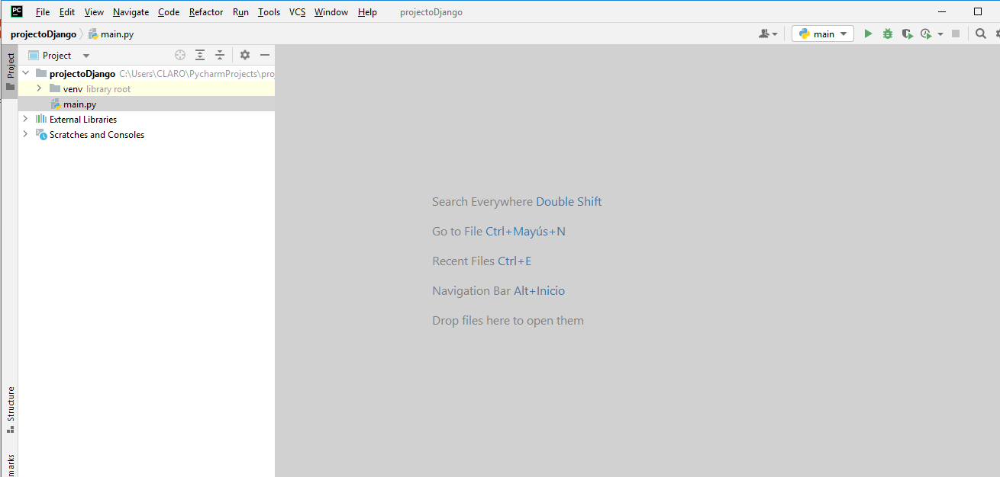 PC File Edit View Navigate Code Refactor Run Tools VCS Window Help projectoDjango
projectoDjango main.py
main
Project
Project
projectoDjango C:\Users\CLARO\PycharmProjects\pro
venv library root
main.py
External Libraries
Scratches and Consoles
Search Everywhere Double Shift
Go to File Ctrl+Mayús+N
Recent Files Ctrl+E
Navigation Bar Alt+Inicio
Drop files here to open them
Structure
marks